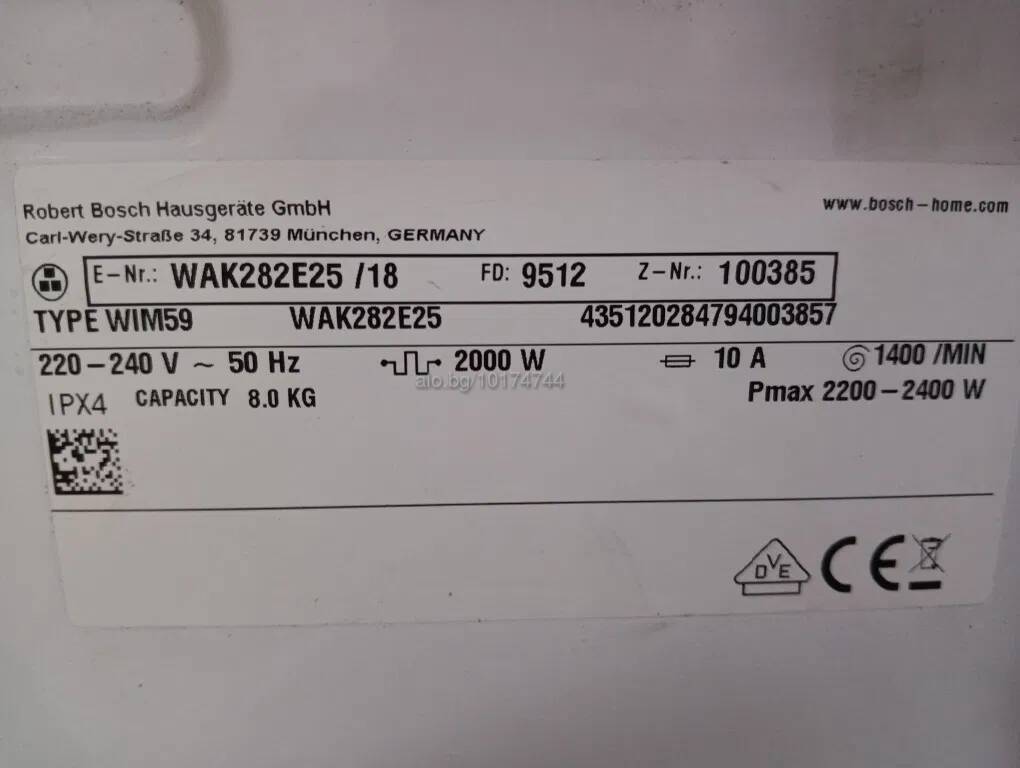 Robert Bosch Hausgeräte GmbH
www.bosch-home.com
Carl-Wery-Straße 34, 81739 München, GERMANY
E-Nr.: WAK282E25 /18 FD: 9512 Z-Nr.: 100385
TYPE WIM59 WAK282E25 435120284794003857
220-240 V ~ 50 Hz 2000 W 10 A 1400 /MIN
alo.bg/10174744
IPX4 CAPACITY 8.0 KG Pmax 2200-2400 W
DVE CE